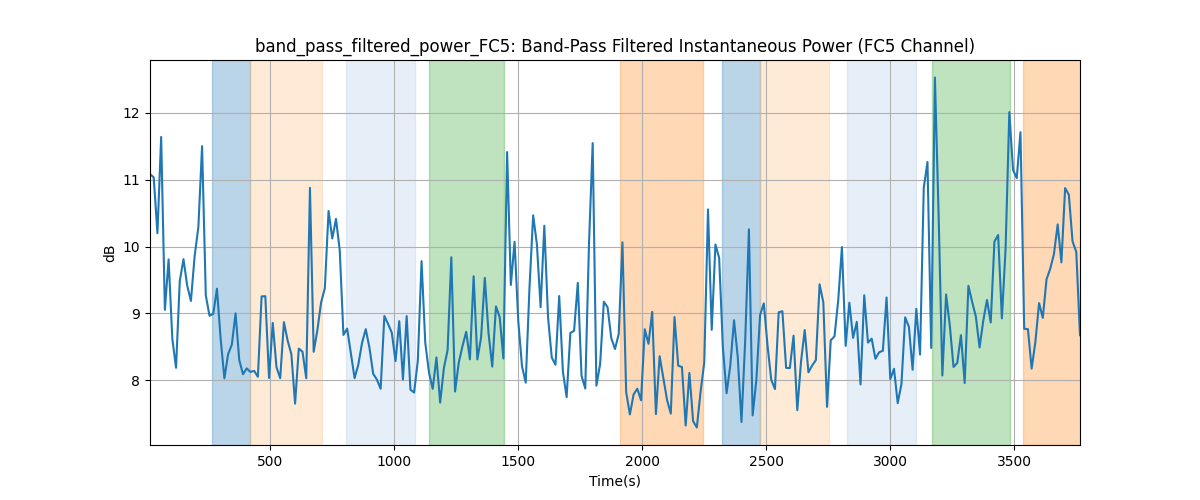 band_pass_filtered_power_FC5: Band-Pass Filtered Instantaneous Power (FC5 Channel)
12
11
10
9
8
dB
500 1000 1500 2000 2500 3000 3500
Time(s)